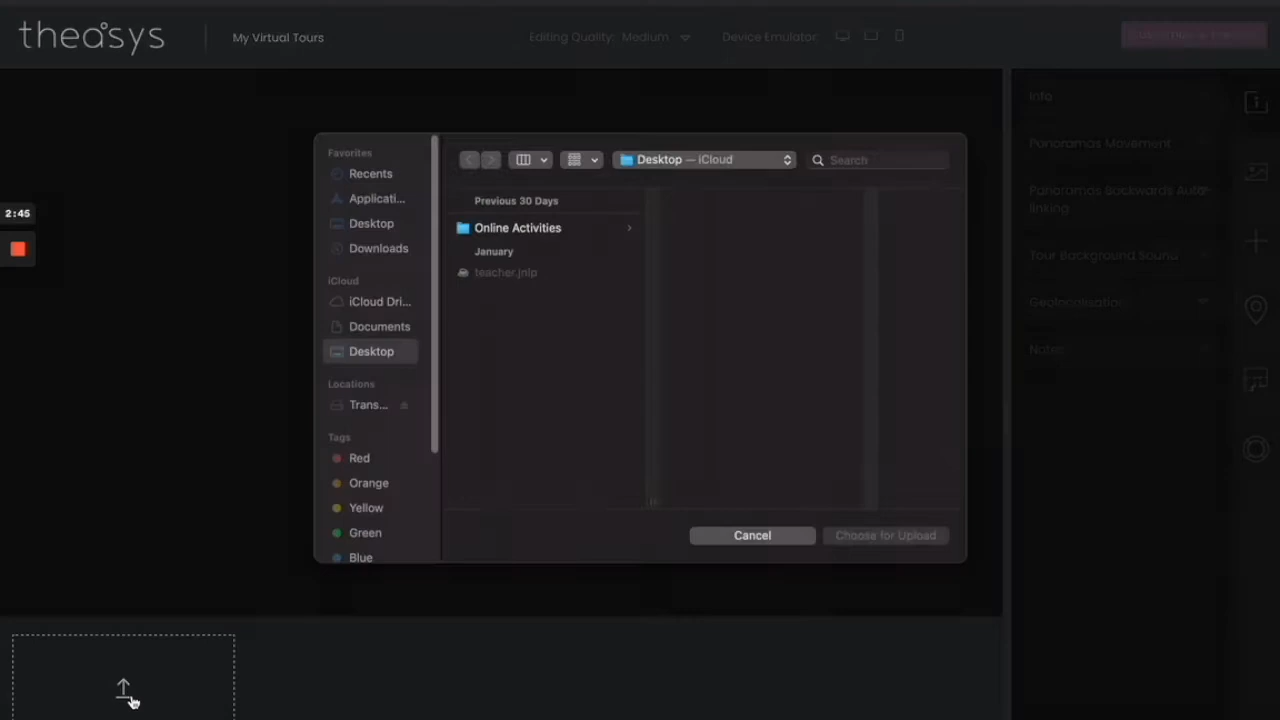 theasys
My Virtual Tours
Editing Quality: Medium
Device Emulator:
Info
Panoramas Movement
Panoramas Backwards Auto-
linking
Tour Background Sound
Geolocalisation
Notes
2:45
Favorites
Recents
Applicati...
Desktop
Downloads
iCloud
iCloud Dri...
Documents
Desktop
Locations
Trans...
Tags
Red
Orange
Yellow
Green
Blue
Desktop — iCloud
Search
Previous 30 Days
Online Activities
January
teacher.jnlp
Cancel
Choose for Upload